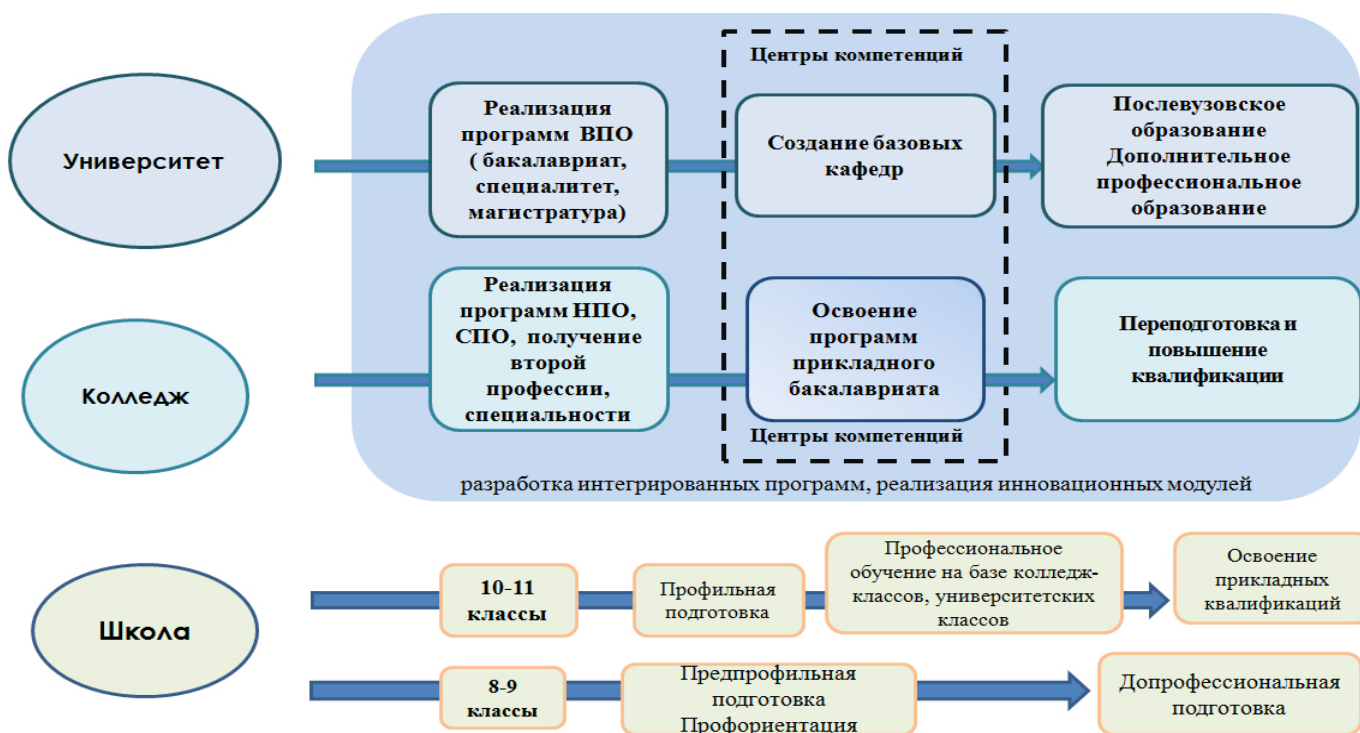 Центры компетенций
Университет
Реализация
программ ВПО
( бакалавриат,
специалитет,
магистратура)
Создание базовых
кафедр
Послевузовское
образование
Дополнительное
профессиональное
образование
Колледж
Реализация
программ НПО,
СПО, получение
второй
профессии,
специальности
Освоение
программ
прикладного
бакалавриата
Переподготовка и
повышение
квалификации
Центры компетенций
разработка интегрированных программ, реализация инновационных модулей
Школа
10-11
классы
Профильная
подготовка
Профессиональное
обучение на базе колледж-
классов, университетских
классов
Освоение
прикладных
квалификаций
8-9
классы
Предпрофильная
подготовка
Профориентация
Допрофессиональная
подготовка